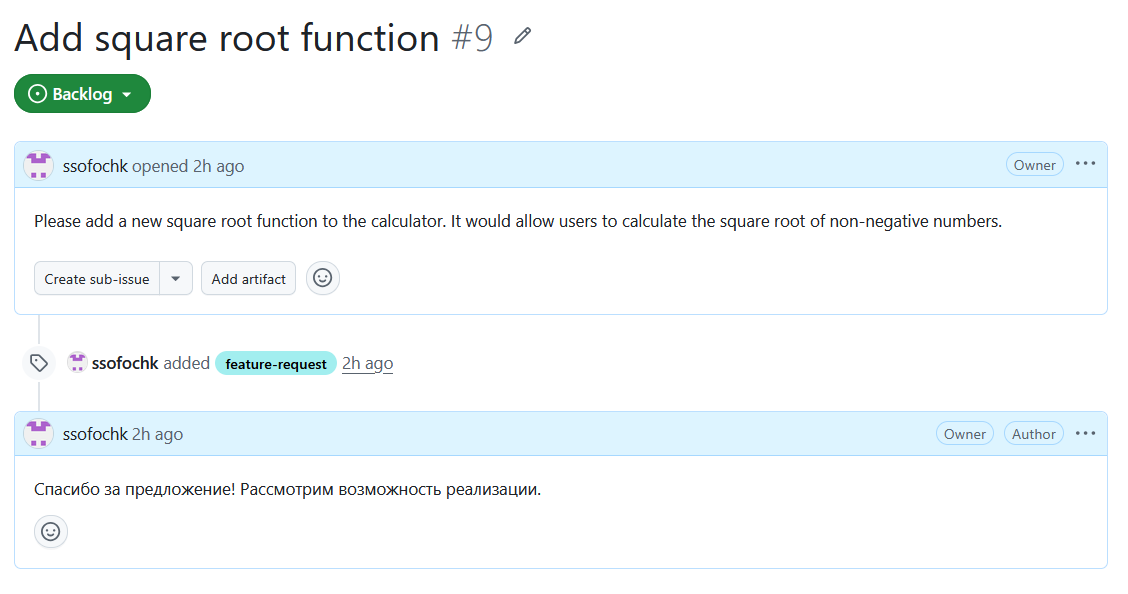 Add square root function #9
Backlog
ssofochk opened 2h ago Owner
Please add a new square root function to the calculator. It would allow users to calculate the square root of non-negative numbers.
Create sub-issue Add artifact
ssofochk added feature-request 2h ago
ssofochk 2h ago Owner Author
Спасибо за предложение! Рассмотрим возможность реализации.